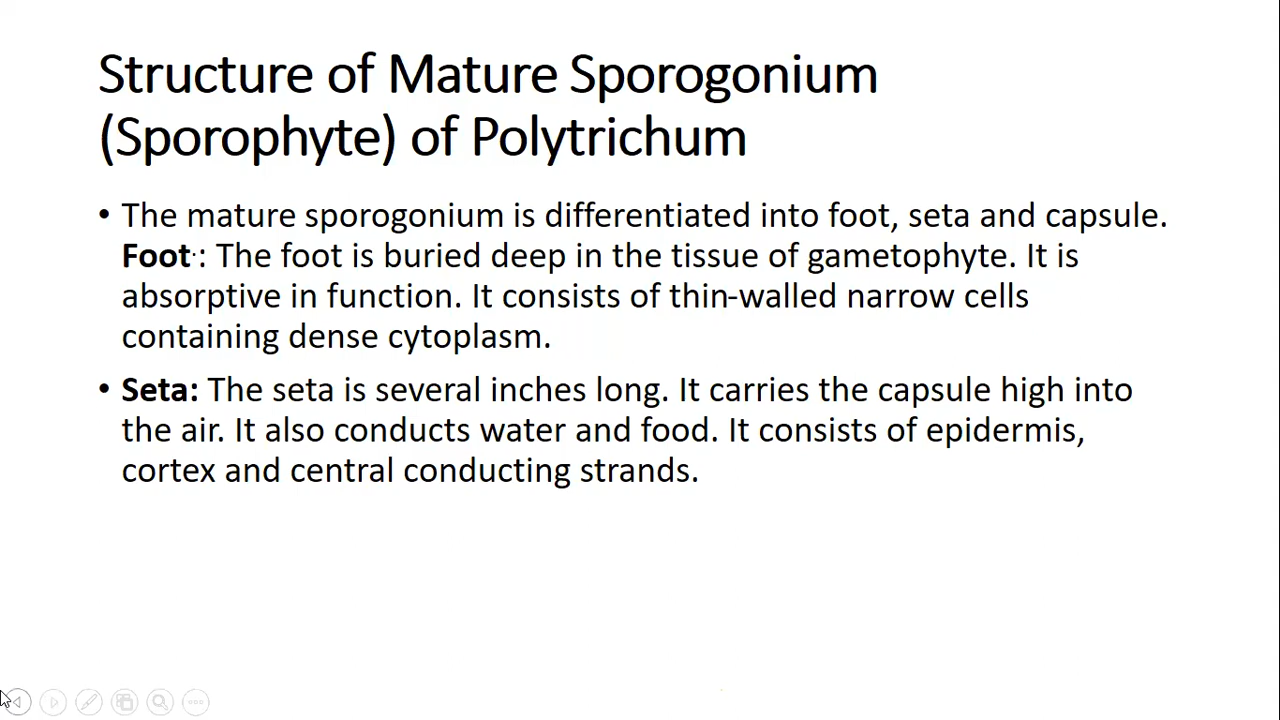 Structure of Mature Sporogonium
(Sporophyte) of Polytrichum
• The mature sporogonium is differentiated into foot, seta and capsule.
Foot·: The foot is buried deep in the tissue of gametophyte. It is
absorptive in function. It consists of thin-walled narrow cells
containing dense cytoplasm.
• Seta: The seta is several inches long. It carries the capsule high into
the air. It also conducts water and food. It consists of epidermis,
cortex and central conducting strands.